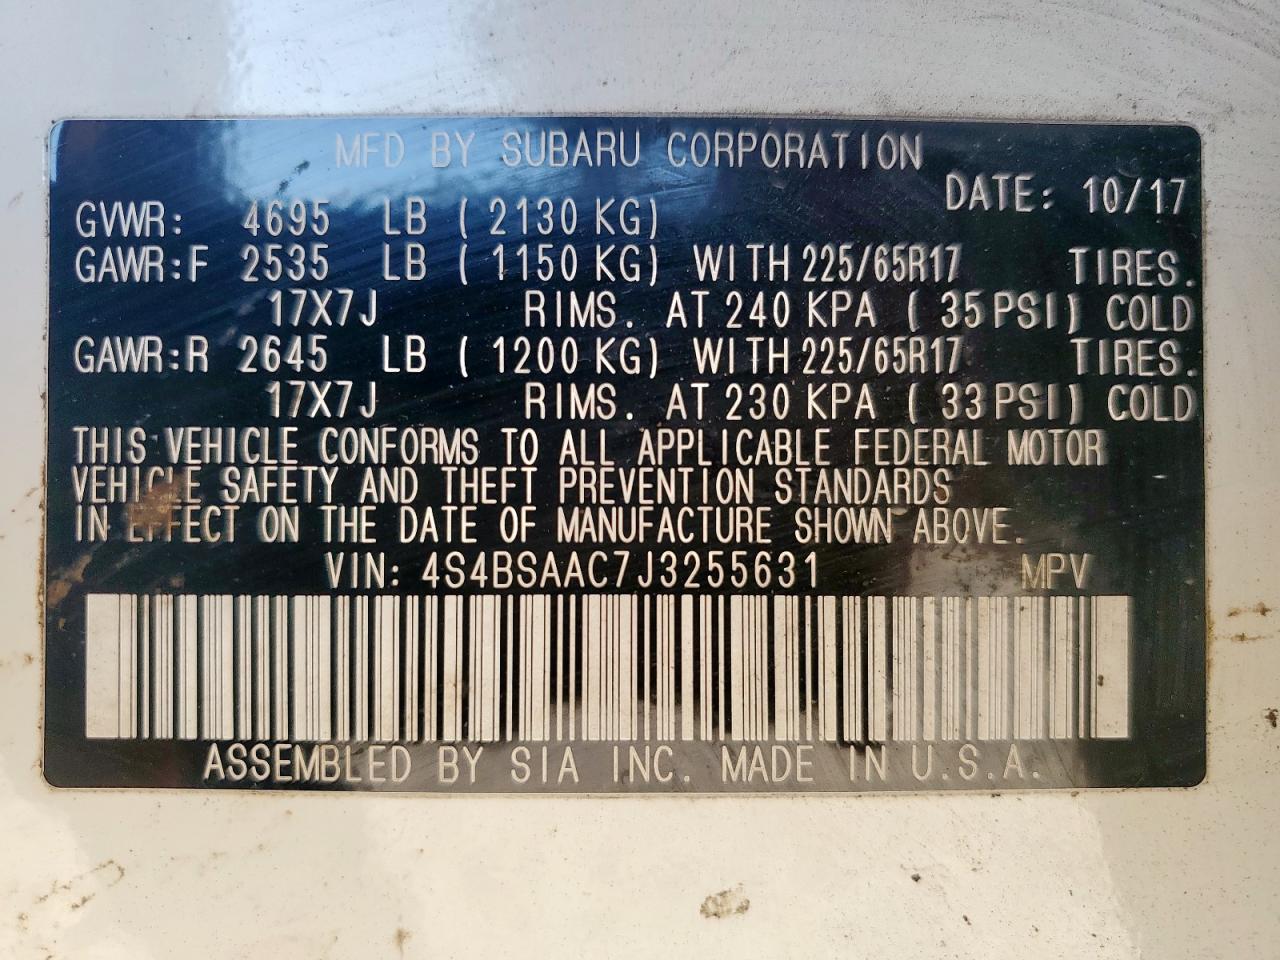 MFD BY SUBARU CORPORATION
DATE: 10/17
GVWR: 4695 LB ( 2130 KG)
GAWR:F 2535 LB ( 1150 KG) WITH 225/65R17 TIRES.
17X7J RIMS. AT 240 KPA ( 35 PSI) COLD
GAWR:R 2645 LB ( 1200 KG) WITH 225/65R17 TIRES.
17X7J RIMS. AT 230 KPA ( 33 PSI) COLD
THIS VEHICLE CONFORMS TO ALL APPLICABLE FEDERAL MOTOR
VEHICLE SAFETY AND THEFT PREVENTION STANDARDS
IN EFFECT ON THE DATE OF MANUFACTURE SHOWN ABOVE.
VIN: 4S4BSAAC7J3255631 MPV
ASSEMBLED BY SIA INC. MADE IN U.S.A.